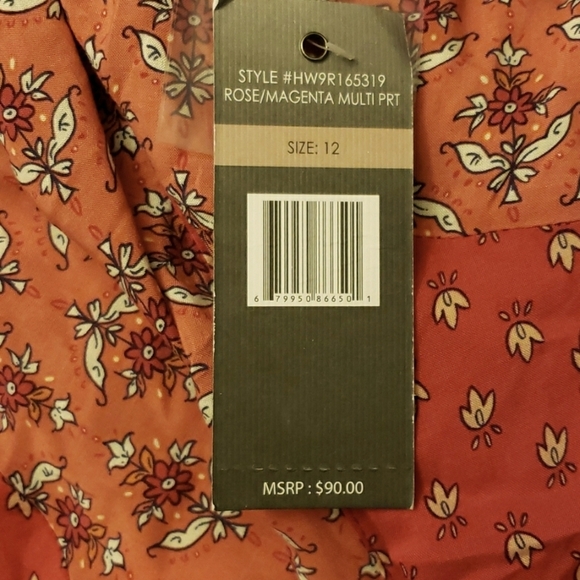 STYLE #HW9R165319
ROSE/MAGENTA MULTI PRT
SIZE: 12
6 79950 86650 1
MSRP : $90.00